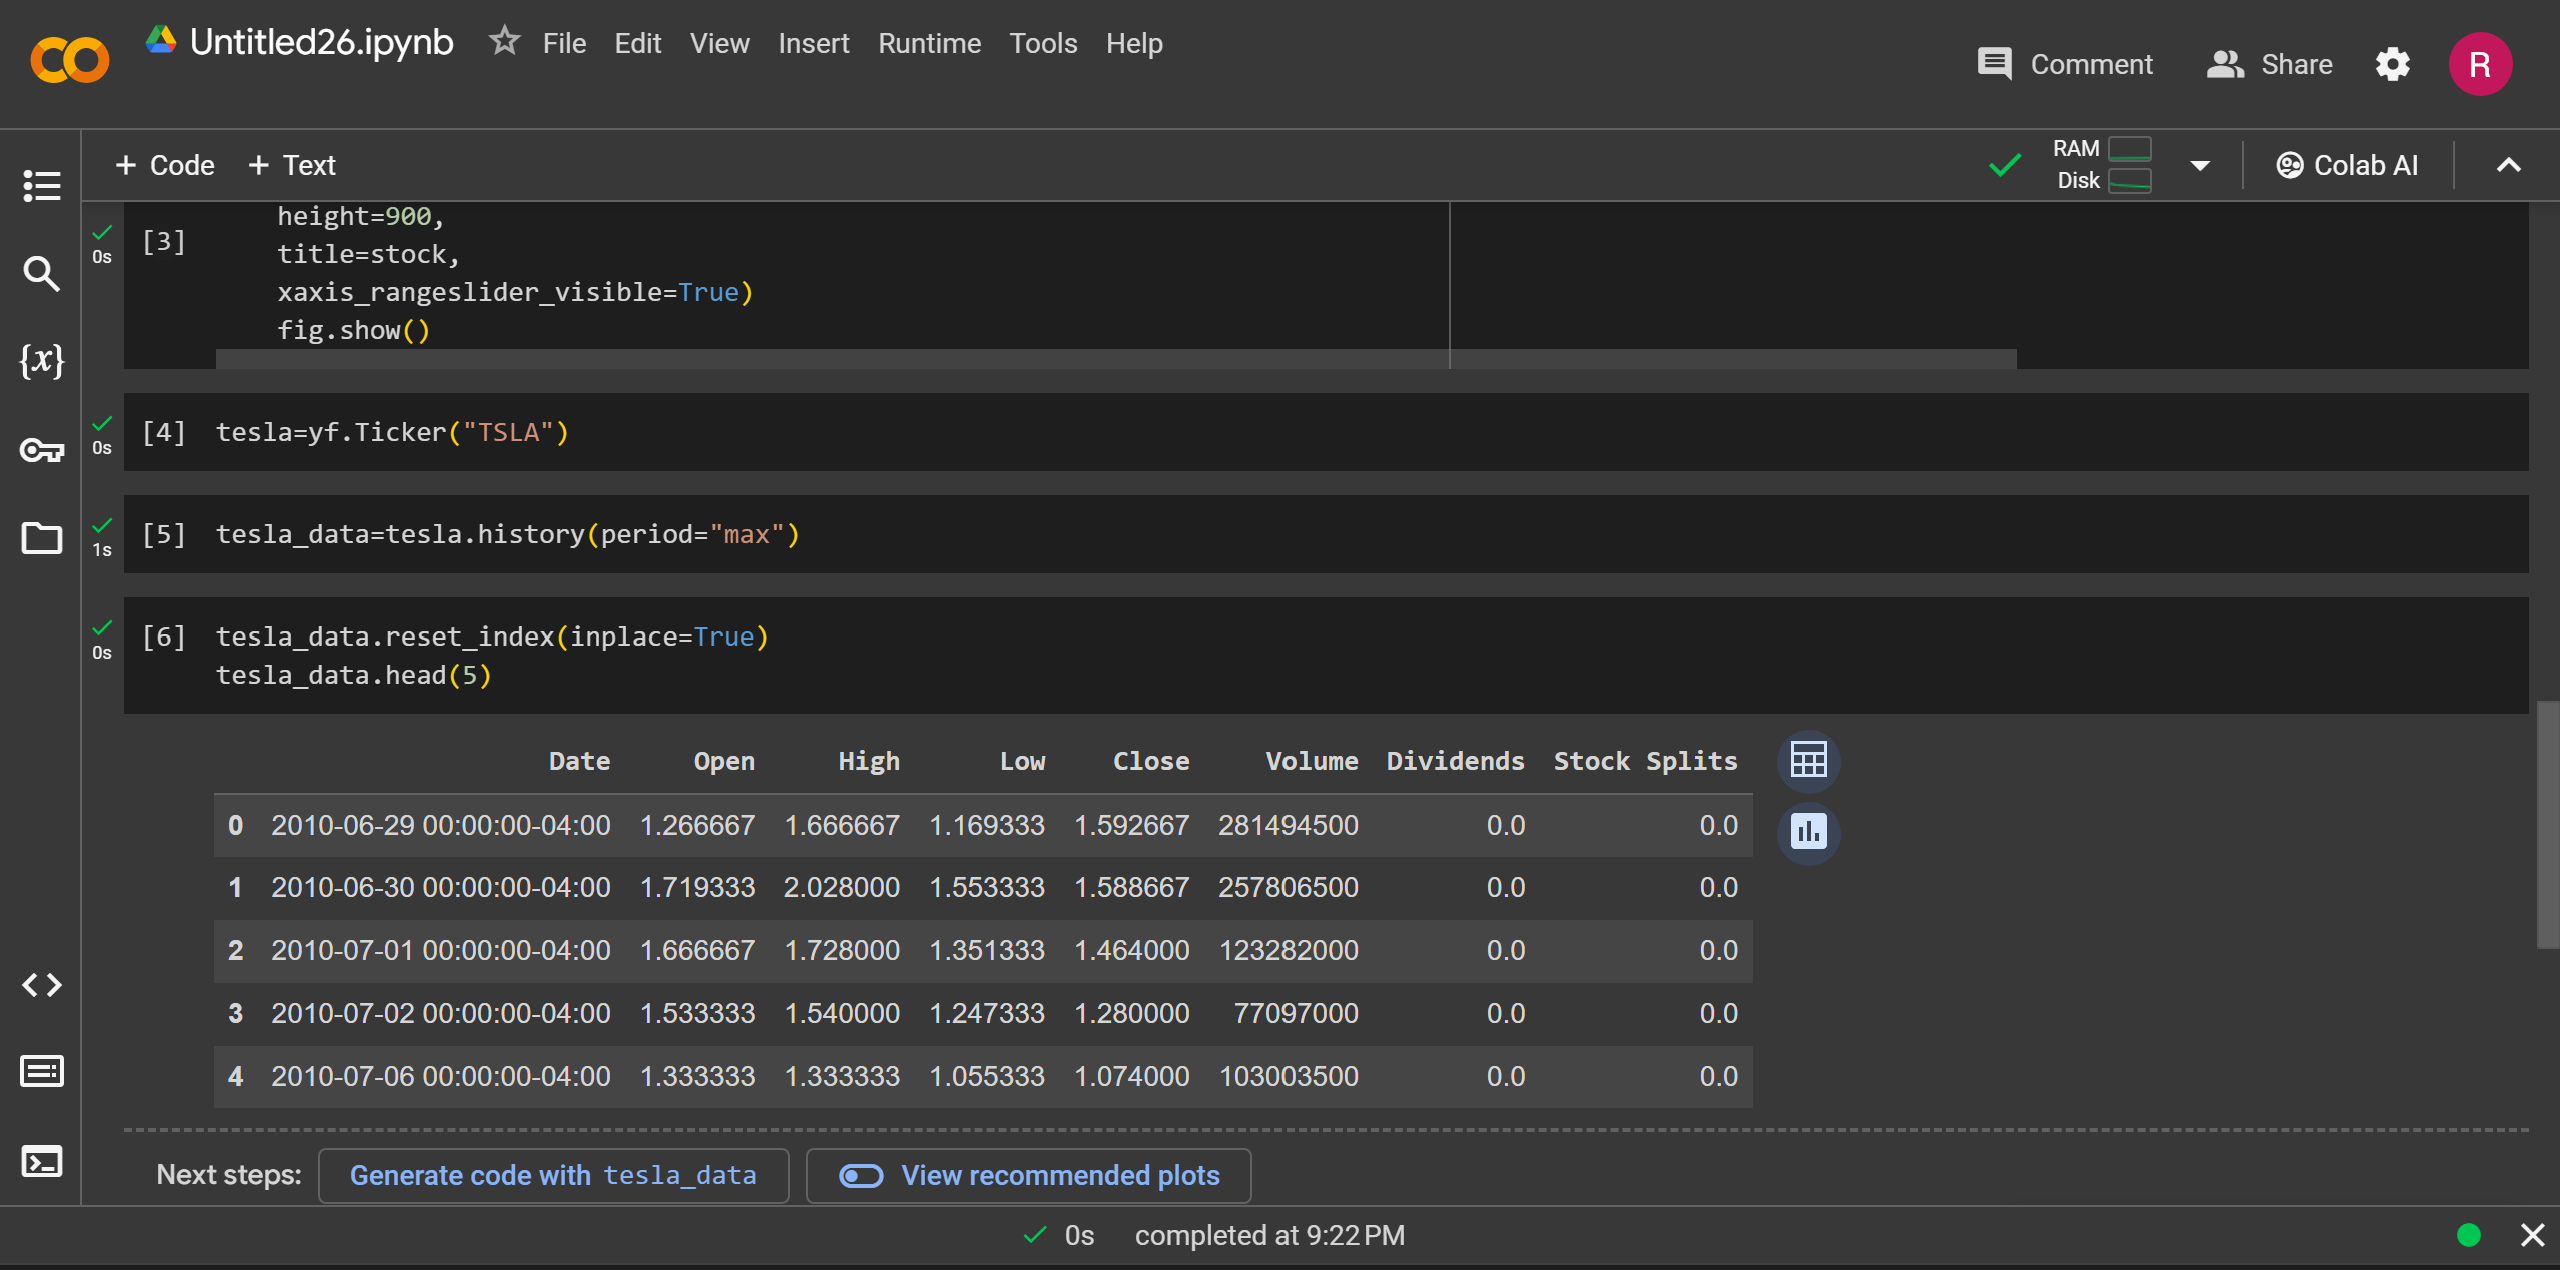 Untitled26.ipynb
File Edit View Insert Runtime Tools Help
Comment Share R
+ Code + Text
RAM
Disk
Colab AI
0s
[3]
height=900,
title=stock,
xaxis_rangeslider_visible=True)
fig.show()
{x}
0s
[4] tesla=yf.Ticker("TSLA")
1s
[5] tesla_data=tesla.history(period="max")
0s
[6] tesla_data.reset_index(inplace=True)
tesla_data.head(5)
Date Open High Low Close Volume Dividends Stock Splits
0 2010-06-29 00:00:00-04:00 1.266667 1.666667 1.169333 1.592667 281494500 0.0 0.0
1 2010-06-30 00:00:00-04:00 1.719333 2.028000 1.553333 1.588667 257806500 0.0 0.0
2 2010-07-01 00:00:00-04:00 1.666667 1.728000 1.351333 1.464000 123282000 0.0 0.0
3 2010-07-02 00:00:00-04:00 1.533333 1.540000 1.247333 1.280000 77097000 0.0 0.0
4 2010-07-06 00:00:00-04:00 1.333333 1.333333 1.055333 1.074000 103003500 0.0 0.0
Next steps: Generate code with tesla_data View recommended plots
0s completed at 9:22 PM